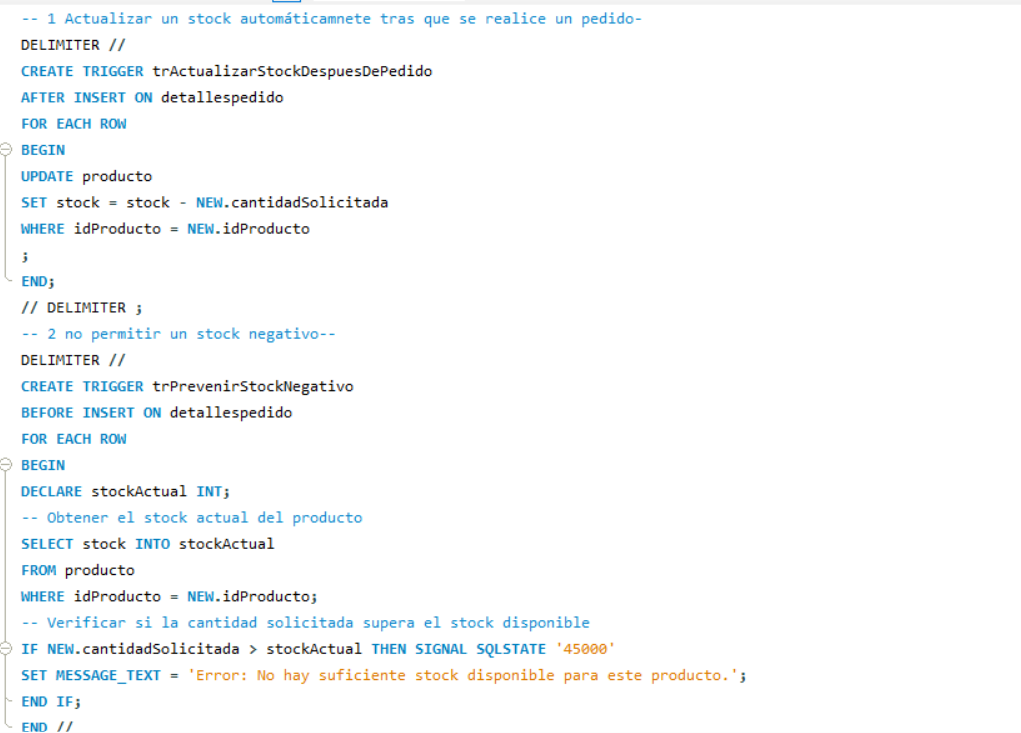 -- 1 Actualizar un stock automáticamnete tras que se realice un pedido-
DELIMITER //
CREATE TRIGGER trActualizarStockDespuesDePedido
AFTER INSERT ON detallespedido
FOR EACH ROW
BEGIN
UPDATE producto
SET stock = stock - NEW.cantidadSolicitada
WHERE idProducto = NEW.idProducto
;
END;
// DELIMITER ;
-- 2 no permitir un stock negativo--
DELIMITER //
CREATE TRIGGER trPrevenirStockNegativo
BEFORE INSERT ON detallespedido
FOR EACH ROW
BEGIN
DECLARE stockActual INT;
-- Obtener el stock actual del producto
SELECT stock INTO stockActual
FROM producto
WHERE idProducto = NEW.idProducto;
-- Verificar si la cantidad solicitada supera el stock disponible
IF NEW.cantidadSolicitada > stockActual THEN SIGNAL SQLSTATE '45000'
SET MESSAGE_TEXT = 'Error: No hay suficiente stock disponible para este producto.';
END IF;
END //